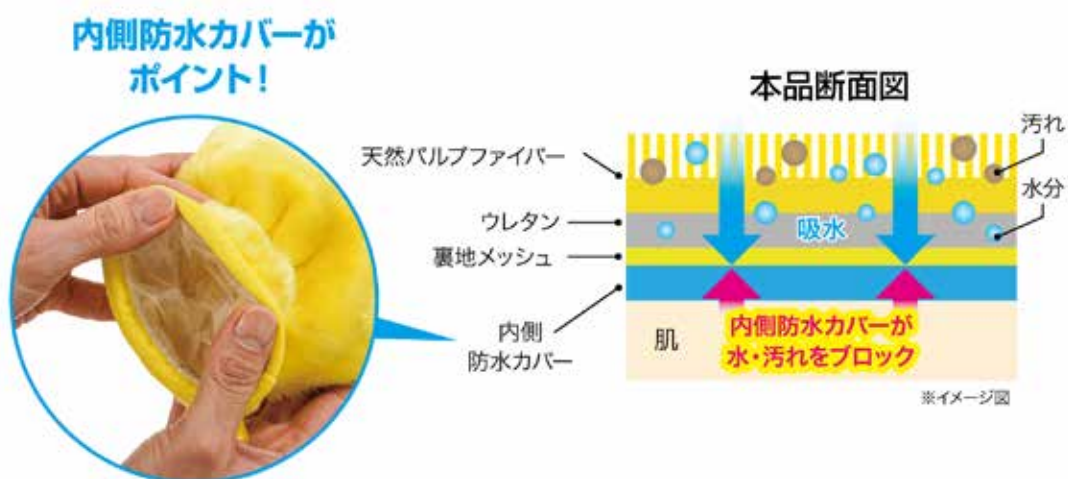 内側防水カバーが
ポイント!
本品断面図
天然パルプファイバー
ウレタン
裏地メッシュ
内側
防水カバー
汚れ
水分
吸水
肌
内側防水カバーが
水・汚れをブロック
※イメージ図